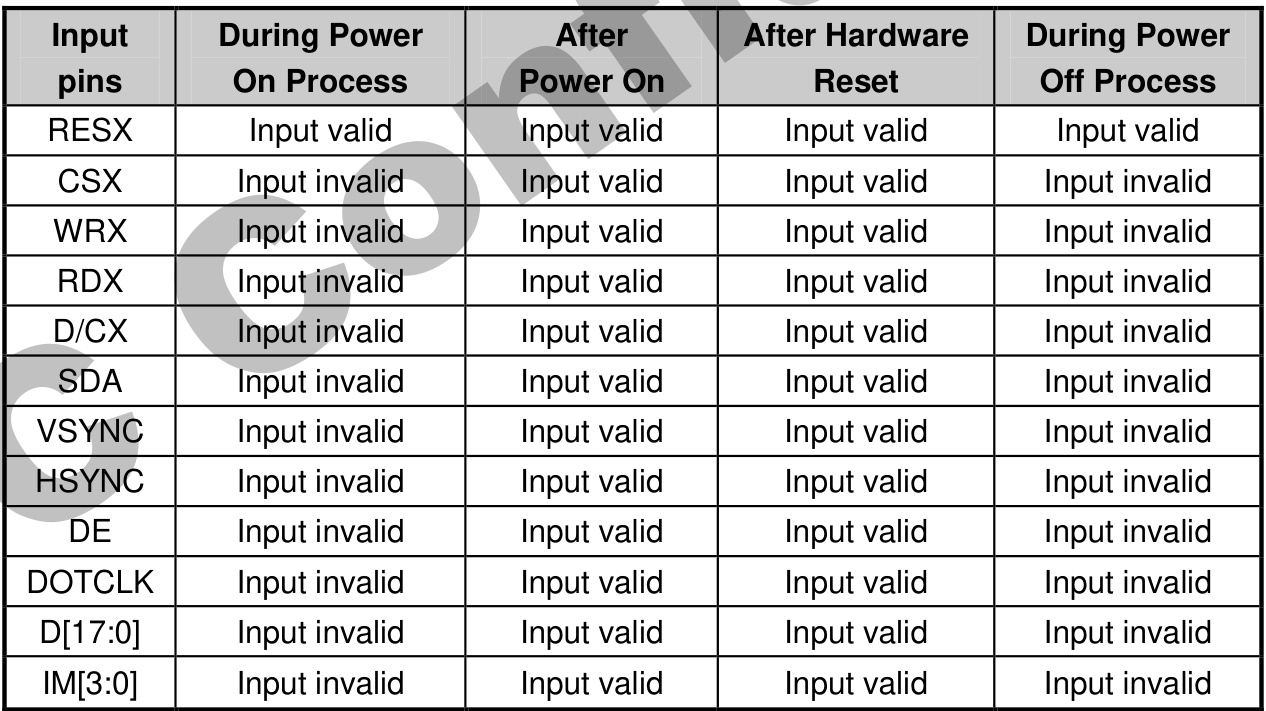 Input pins During Power On Process After Power On After Hardware Reset During Power Off Process
RESX Input valid Input valid Input valid Input valid
CSX Input invalid Input valid Input valid Input invalid
WRX Input invalid Input valid Input valid Input invalid
RDX Input invalid Input valid Input valid Input invalid
D/CX Input invalid Input valid Input valid Input invalid
SDA Input invalid Input valid Input valid Input invalid
VSYNC Input invalid Input valid Input valid Input invalid
HSYNC Input invalid Input valid Input valid Input invalid
DE Input invalid Input valid Input valid Input invalid
DOTCLK Input invalid Input valid Input valid Input invalid
D[17:0] Input invalid Input valid Input valid Input invalid
IM[3:0] Input invalid Input valid Input valid Input invalid